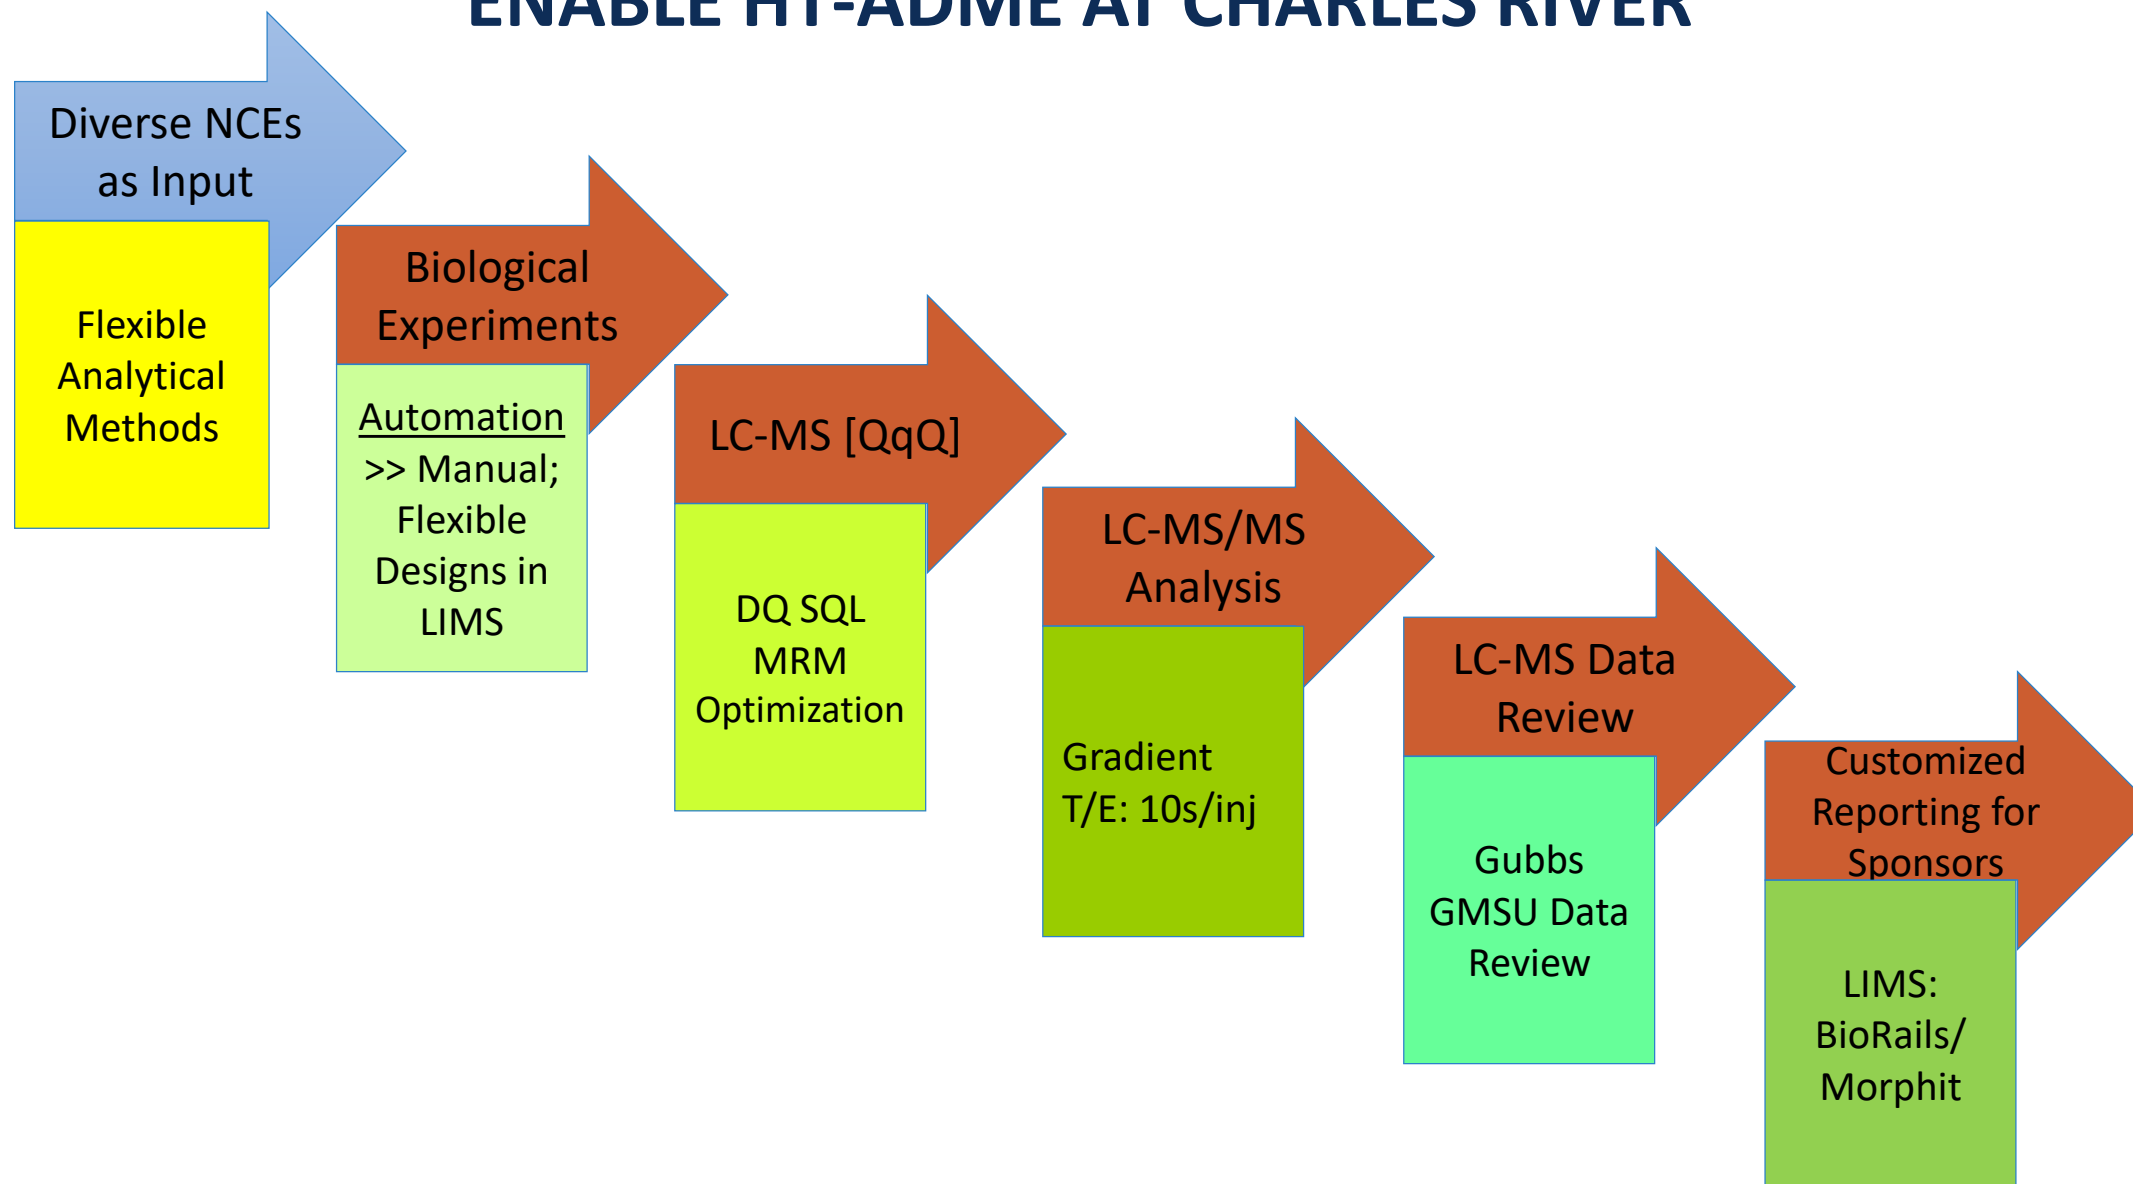 ENABLE HT-ADME AT CHARLES RIVER
Diverse NCEs
as Input
Flexible
Analytical
Methods
Biological
Experiments
Automation
>> Manual;
Flexible
Designs in
LIMS
LC-MS [QqQ]
DQ SQL
MRM
Optimization
LC-MS/MS
Analysis
Gradient
T/E: 10s/inj
LC-MS Data
Review
Gubbs
GMSU Data
Review
Customized
Reporting for
Sponsors
LIMS:
BioRails/
Morphit